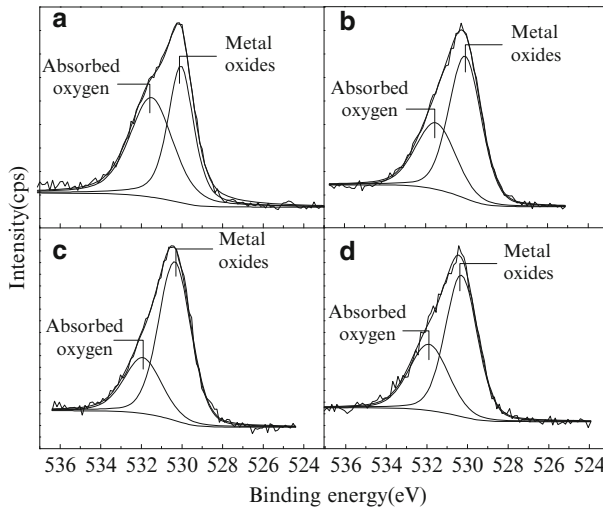 a
Absorbed
oxygen
Metal
oxides
b
Absorbed
oxygen
Metal
oxides
c
Absorbed
oxygen
Metal
oxides
d
Absorbed
oxygen
Metal
oxides
Intensity(cps)
536 534 532 530 528 526 524
536 534 532 530 528 526 524
Binding energy(eV)